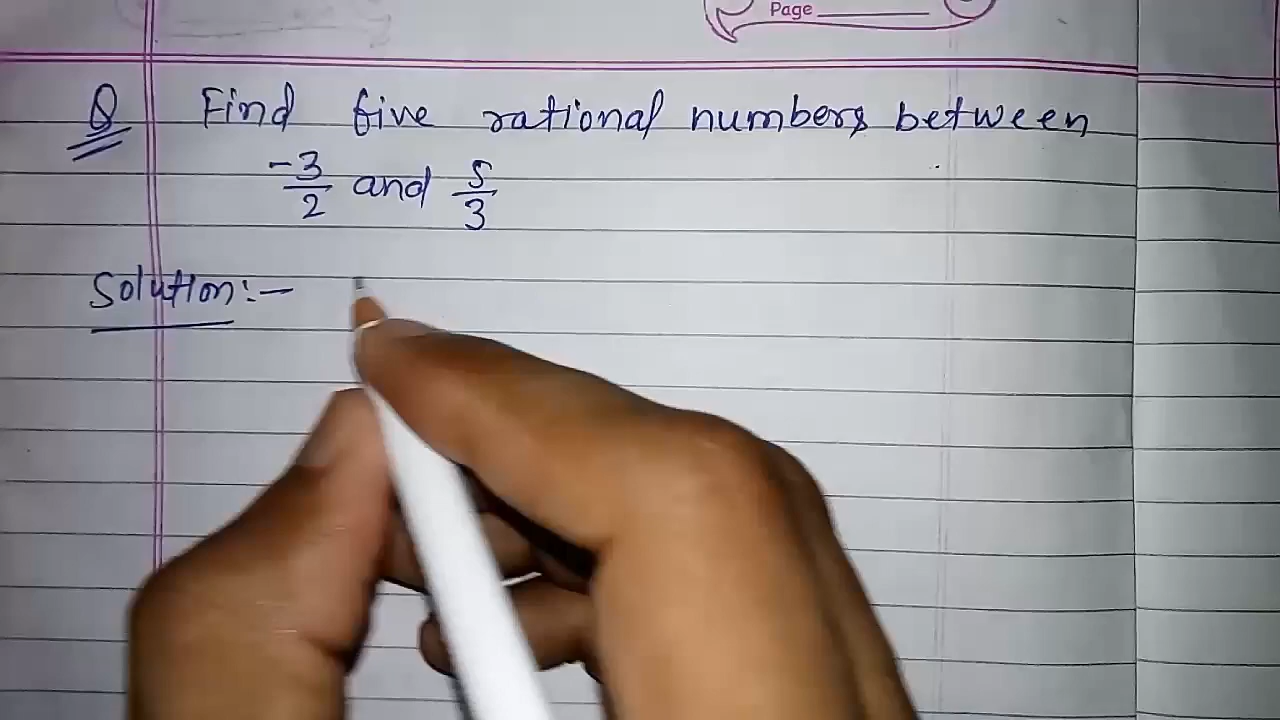 Page
Q Find five rational numbers between
-3/2 and 5/3
Solution:-